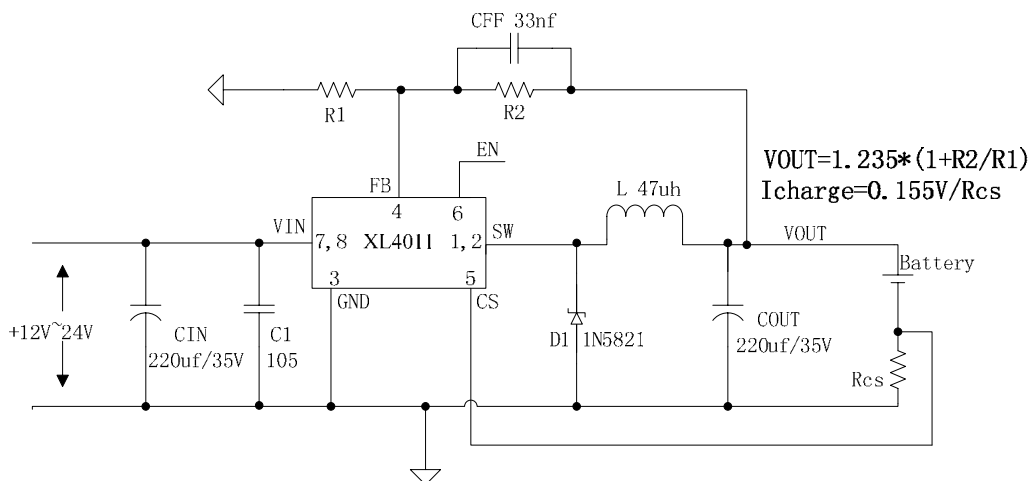 CFF 33nf
R1
R2
EN
VOUT=1.235*(1+R2/R1)
Icharge=0.155V/Rcs
FB
4
6
L 47uh
VIN
7,8
XL4011
1,2
SW
VOUT
3
5
GND
CS
Battery
+12V~24V
CIN
220uf/35V
C1
105
D1
1N5821
COUT
220uf/35V
Rcs